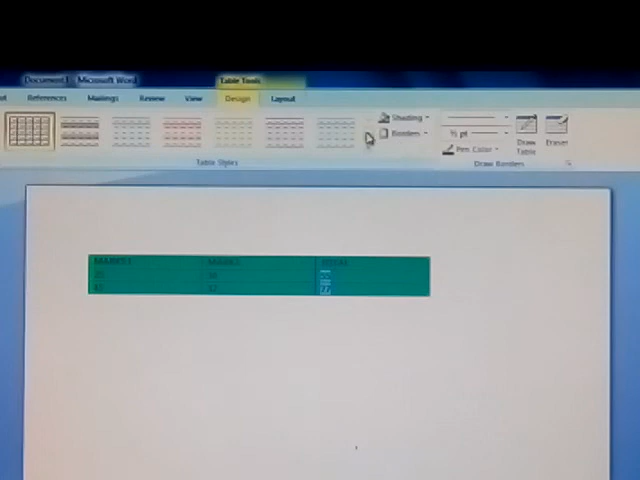 Document1 - Microsoft Word Table Tools
References Mailings Review View Design Layout
Shading
Borders
½ pt
Pen Color
Draw Table
Eraser
Table Styles
Draw Borders
MARKS1 MARK2 TOTAL